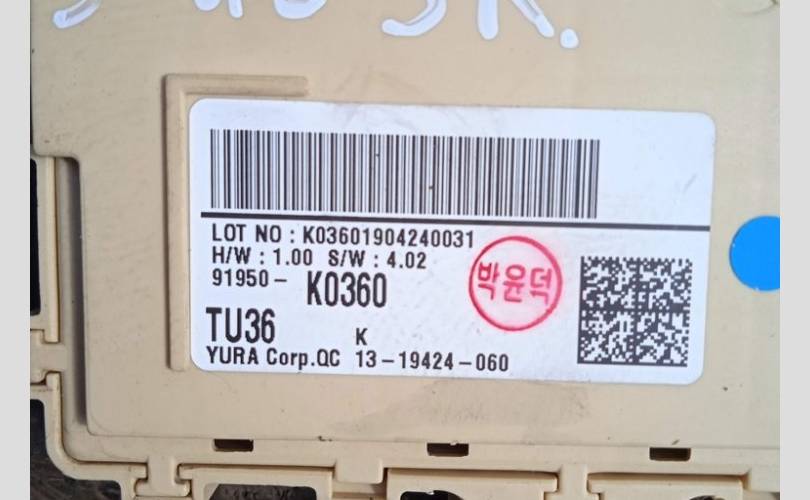 LOT NO : K03601904240031
H/W : 1.00 S/W : 4.02
91950- K0360
박윤덕
TU36 K
YURA Corp.QC 13-19424-060